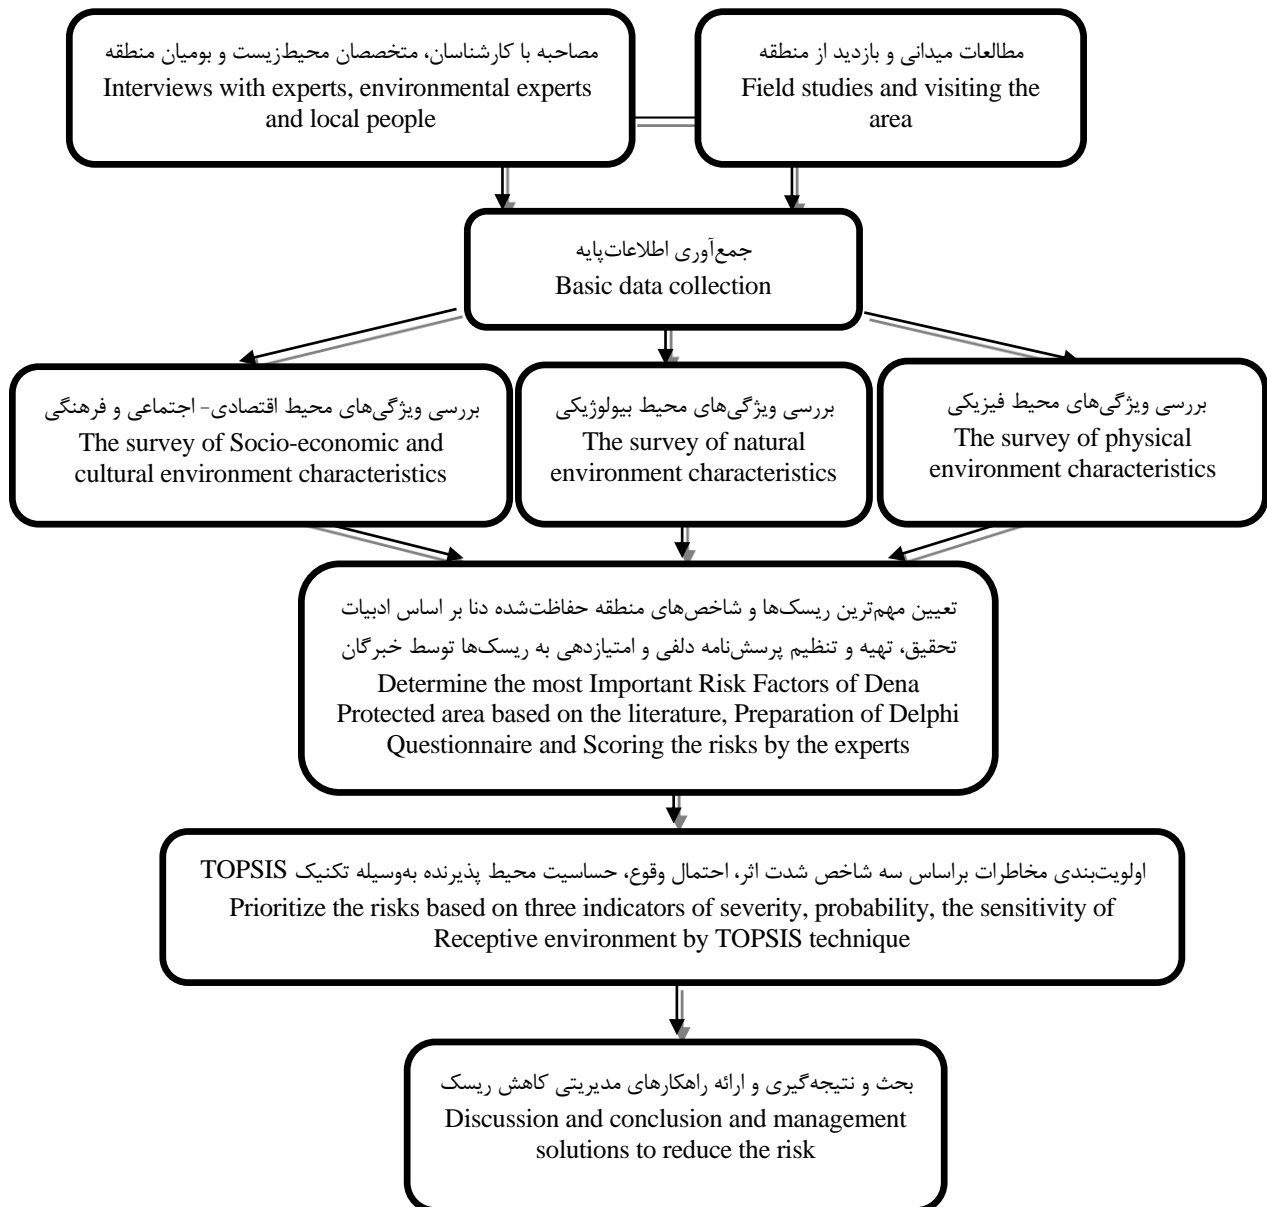 مصاحبه با کارشناسان، متخصصان محیط‌زیست و بومیان منطقه
Interviews with experts, environmental experts
and local people
مطالعات میدانی و بازدید از منطقه
Field studies and visiting the
area
جمع‌آوری اطلاعات‌پایه
Basic data collection
بررسی ویژگی‌های محیط اقتصادی- اجتماعی و فرهنگی
The survey of Socio-economic and
cultural environment characteristics
بررسی ویژگی‌های محیط بیولوژیکی
The survey of natural
environment characteristics
بررسی ویژگی‌های محیط فیزیکی
The survey of physical
environment characteristics
تعیین مهم‌ترین ریسک‌ها و شاخص‌های منطقه حفاظت‌شده دنا بر اساس ادبیات
تحقیق، تهیه و تنظیم پرسش‌نامه دلفی و امتیازدهی به ریسک‌ها توسط خبرگان
Determine the most Important Risk Factors of Dena
Protected area based on the literature, Preparation of Delphi
Questionnaire and Scoring the risks by the experts
اولویت‌بندی مخاطرات براساس سه شاخص شدت اثر، احتمال وقوع، حساسیت محیط پذیرنده به‌وسیله تکنیک TOPSIS
Prioritize the risks based on three indicators of severity, probability, the sensitivity of
Receptive environment by TOPSIS technique
بحث و نتیجه‌گیری و ارائه راهکارهای مدیریتی کاهش ریسک
Discussion and conclusion and management
solutions to reduce the risk